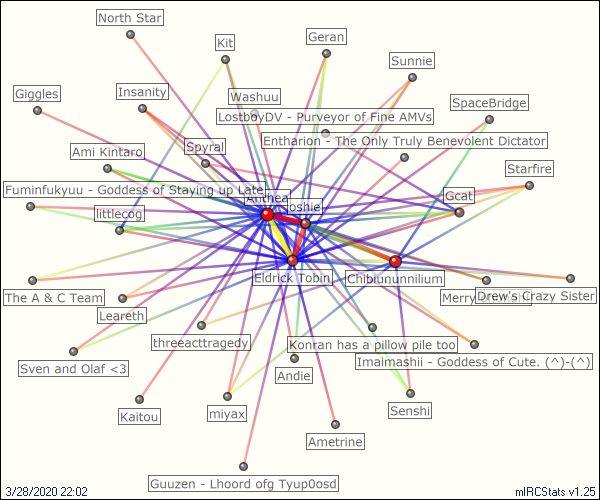 North Star
Kit
Geran
Sunnie
Giggles
Insanity
Washuu
SpaceBridge
LostboyDV - Purveyor of Fine AMVs
Ami Kintaro
Spyral
Entharion - The Only Truly Benevolent Dictator
Starfire
Fuminfukyuu - Goddess of Staying up Late
Anthea
Gcat
littlecog
oshie
Eldrick Tobin
Chibununnilium
The A & C Team
Leareth
Merry
Drew's Crazy Sister
threeacttragedy
Konran has a pillow pile too
Imaimashii - Goddess of Cute. (^)-(^)
Sven and Olaf <3
Andie
Kaitou
miyax
Senshi
Ametrine
Guuzen - Lhoord ofg Tyup0osd
3/28/2020 22:02
mIRCStats v1.25